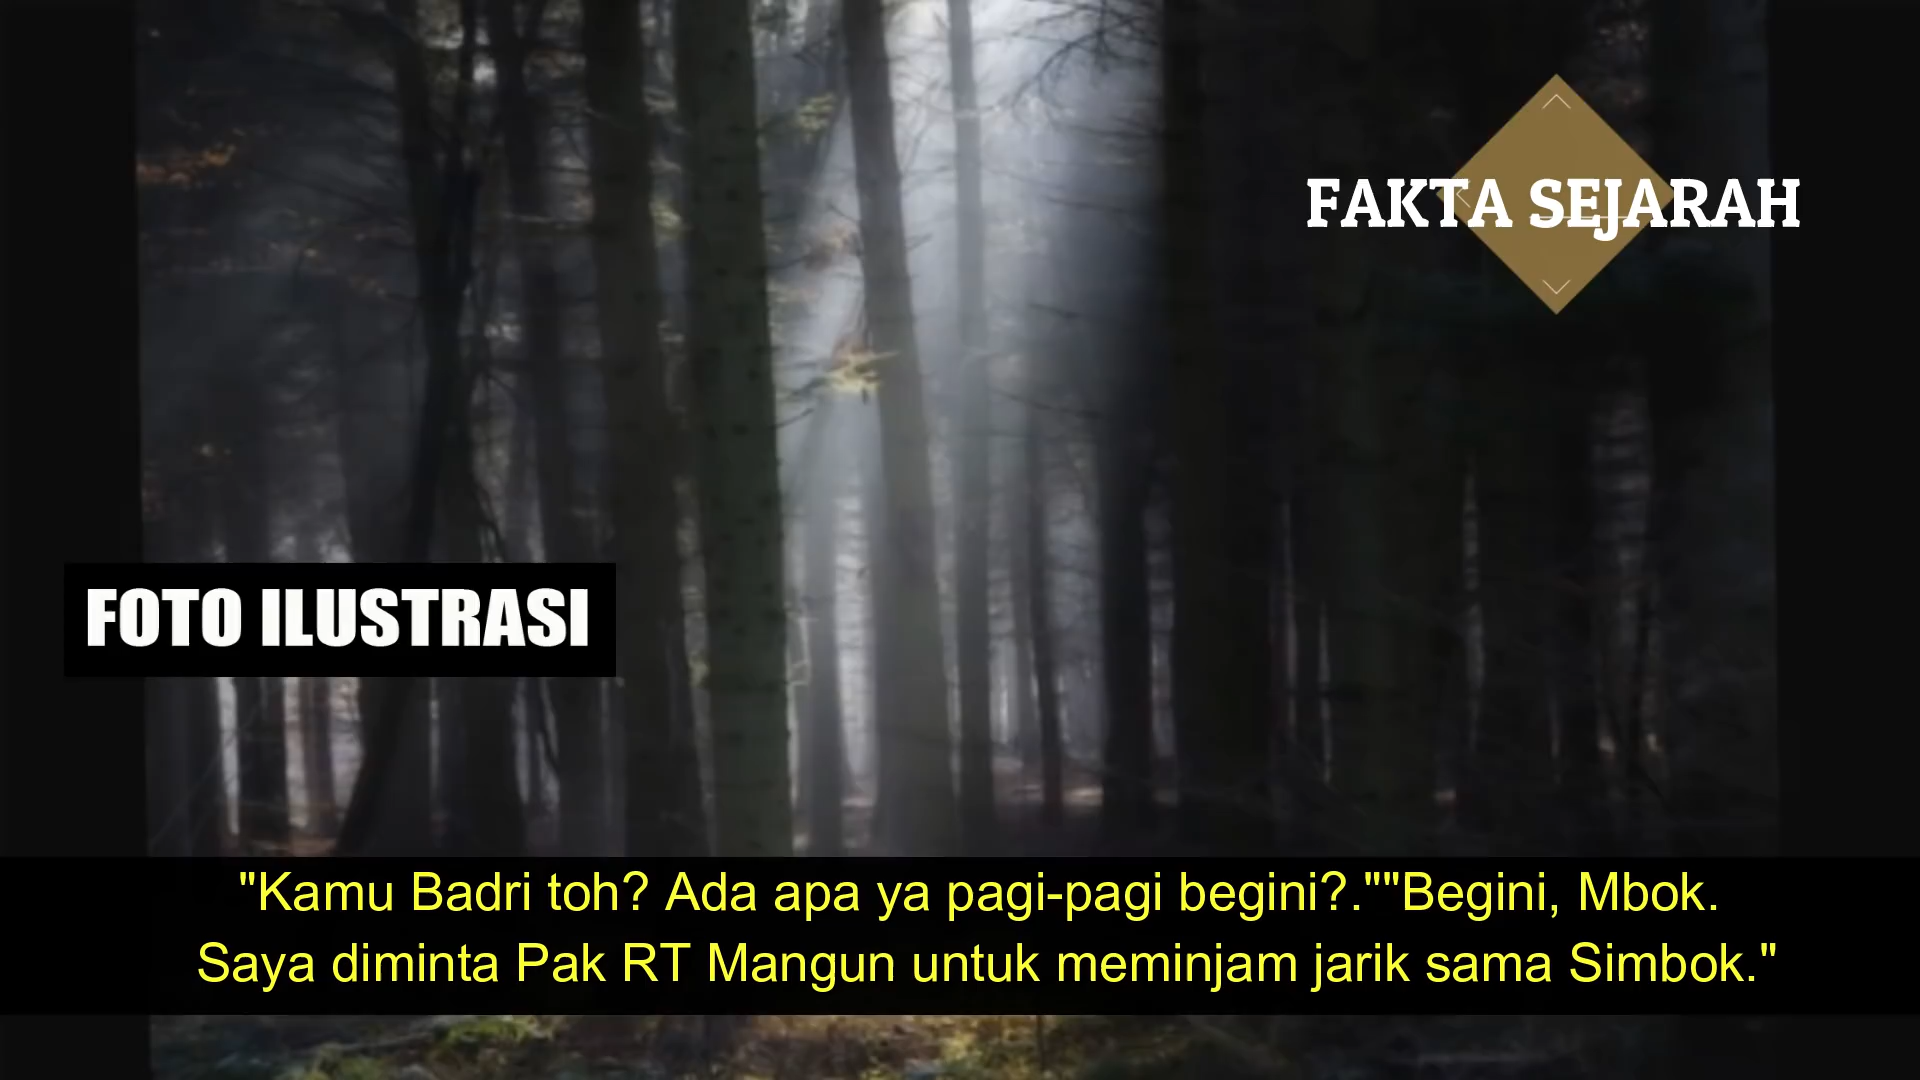 FAKTA SEJARAH
FOTO ILUSTRASI
"Kamu Badri toh? Ada apa ya pagi-pagi begini?.""Begini, Mbok.
Saya diminta Pak RT Mangun untuk meminjam jarik sama Simbok."